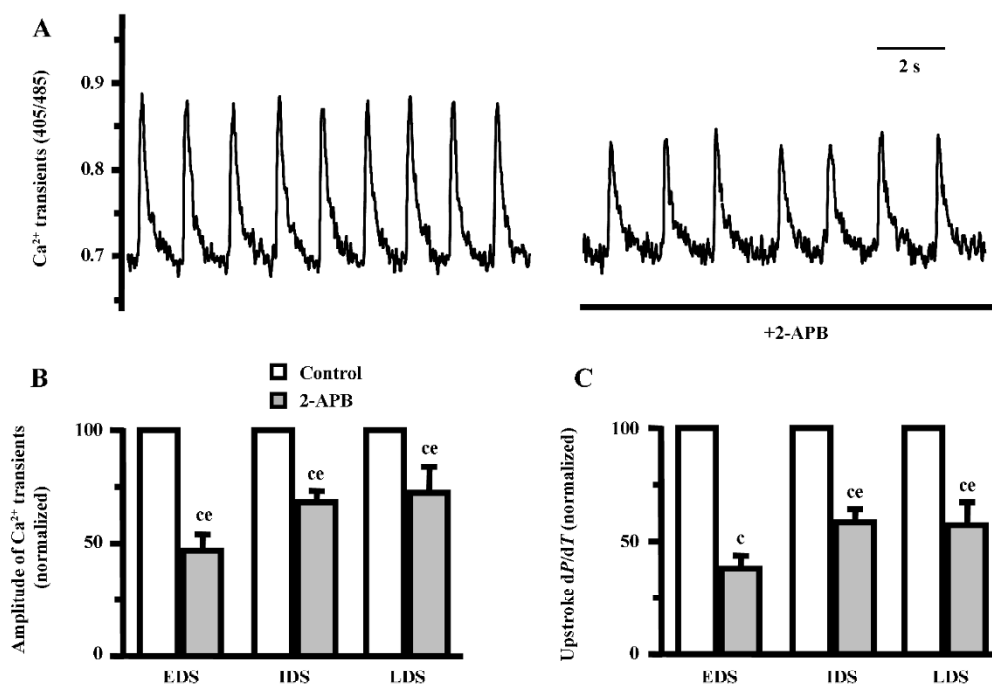 A
Ca²⁺ transients (405/485)
0.9
0.8
0.7
2 s
+2-APB
B
Control
2-APB
Amplitude of Ca²⁺ transients
(normalized)
100
50
0
ce
ce
ce
EDS
IDS
LDS
C
Upstroke dP/dT (normalized)
100
50
0
c
ce
ce
EDS
IDS
LDS